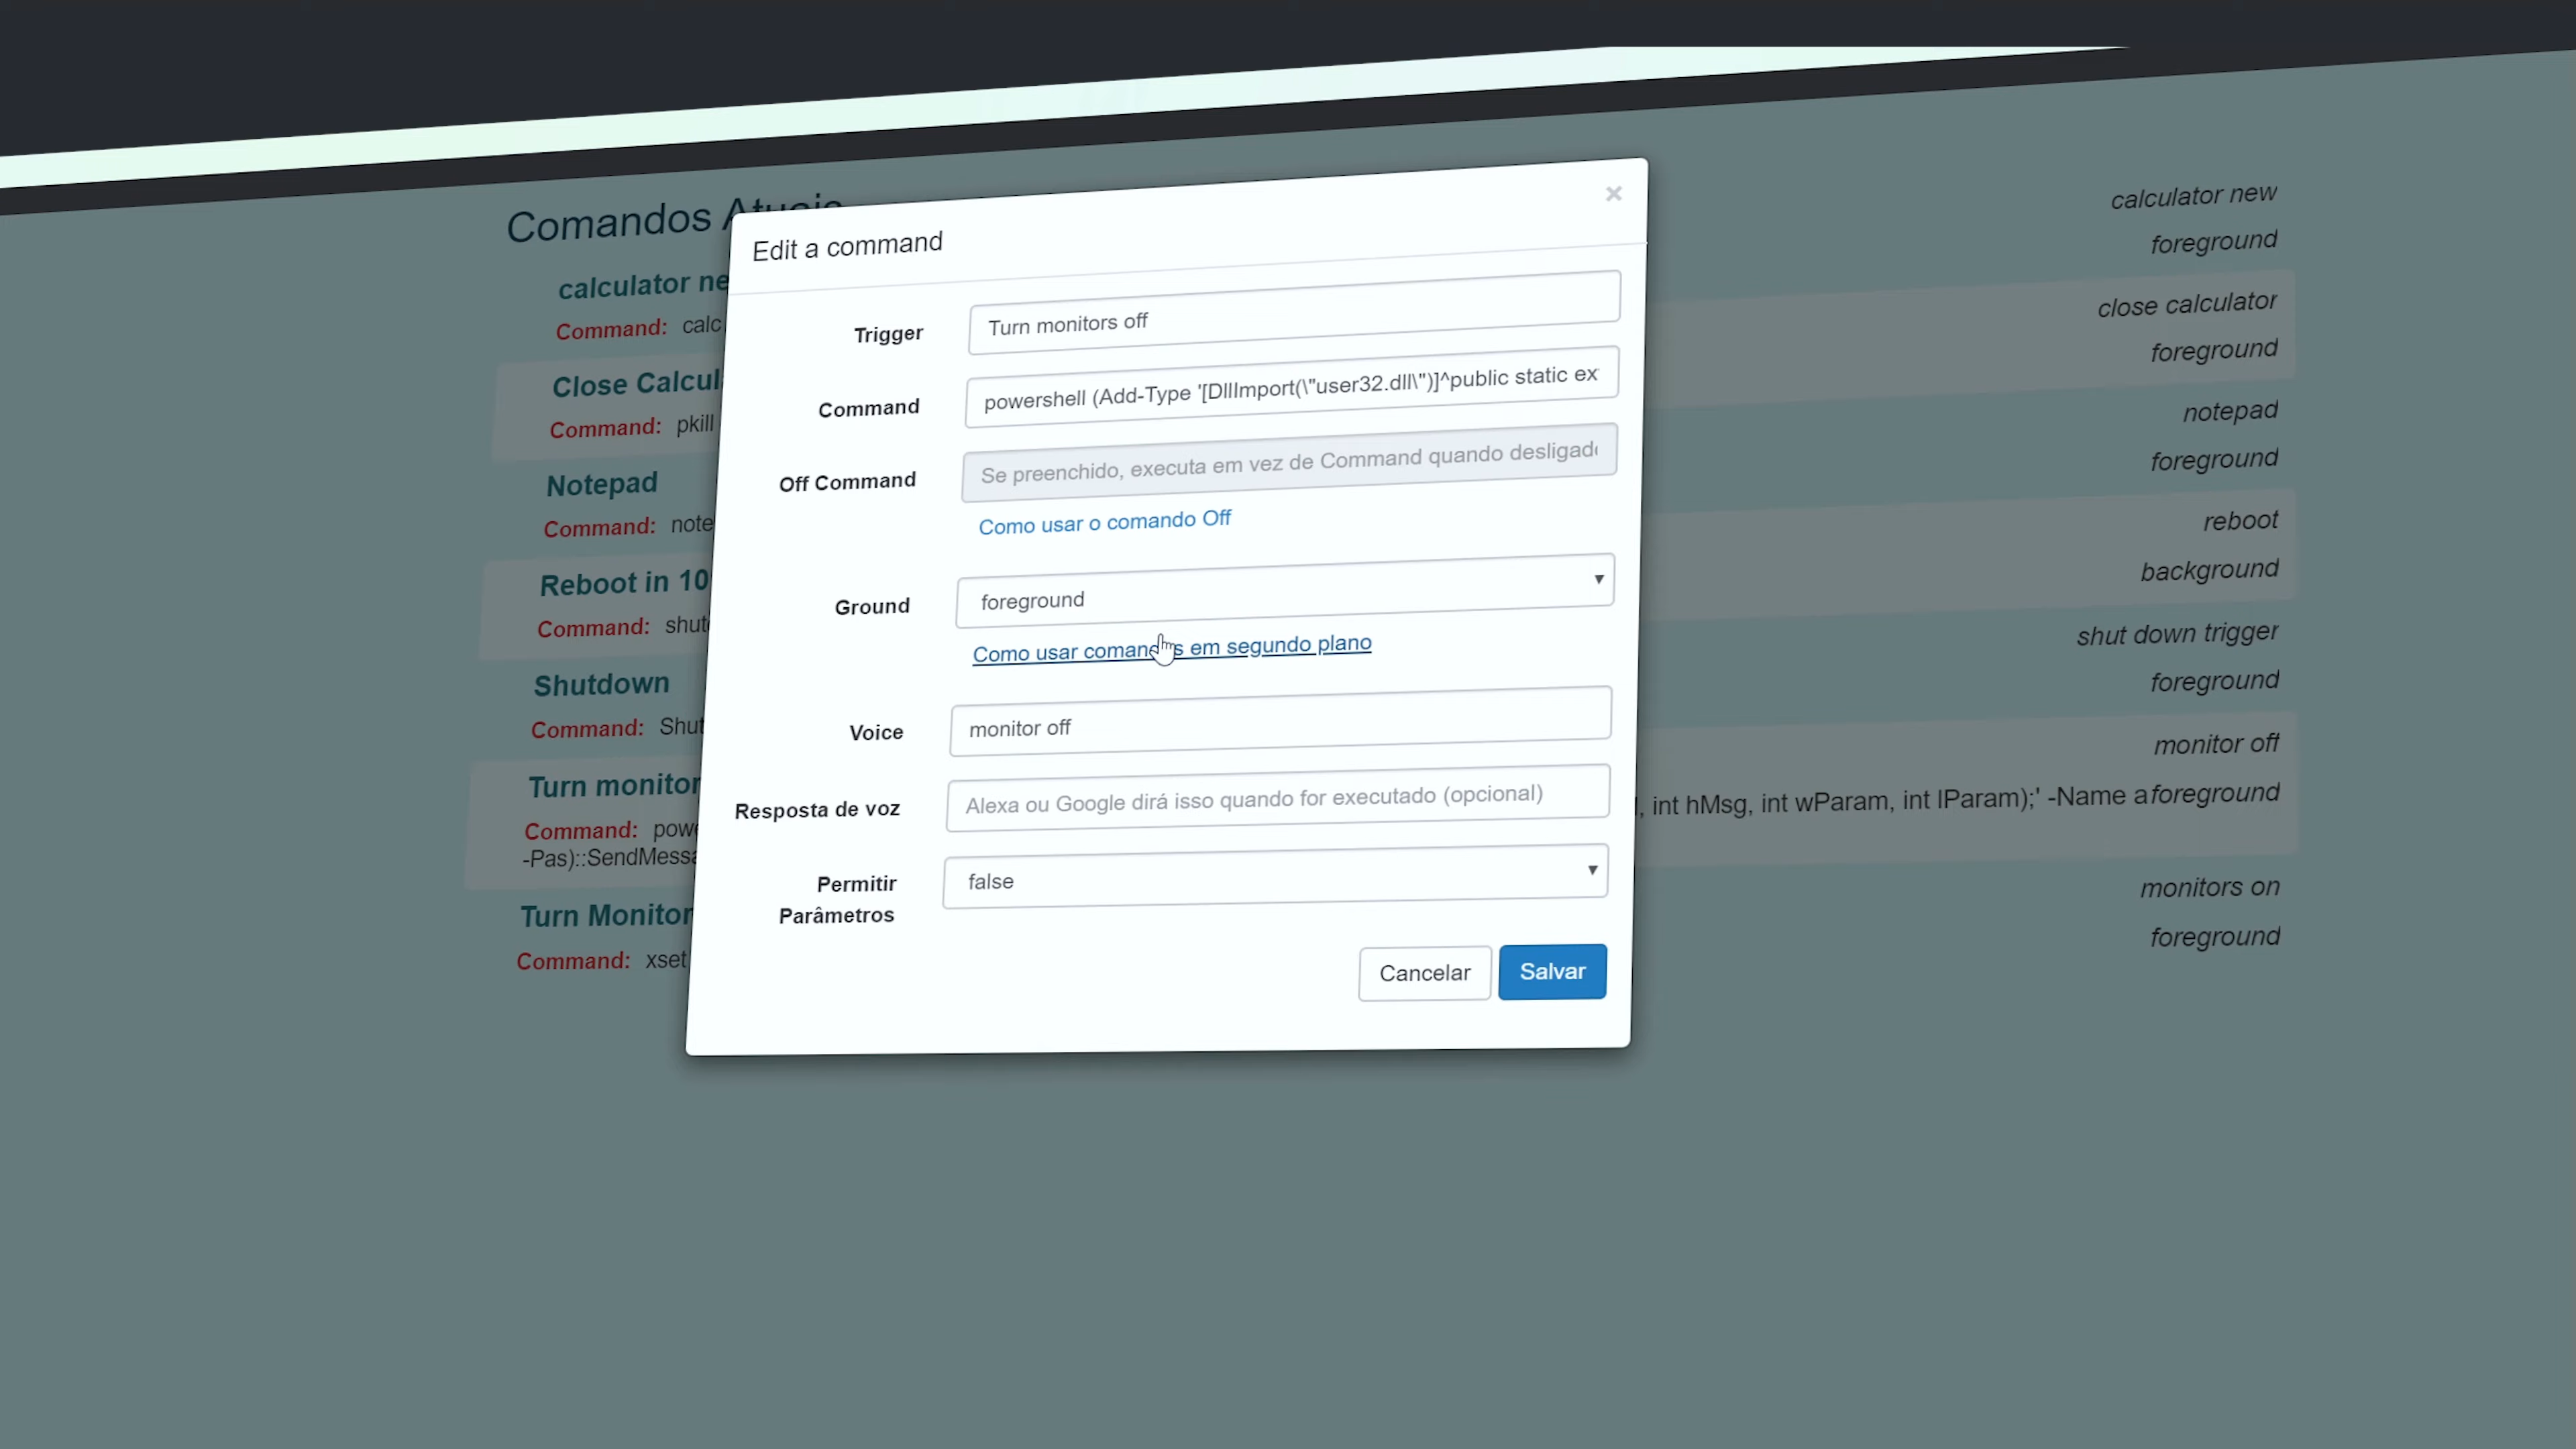 Comandos
calculator new
foreground
calculator ne
Command: calc
close calculator
foreground
Close Calcul
Command: pkill
notepad
foreground
Notepad
Command: note
reboot
background
Reboot in 10
Command: shut
shut down trigger
foreground
Shutdown
Command: Shut
monitor off
Turn monitor
Command: powe
, int hMsg, int wParam, int lParam);' -Name a
foreground
-Pas)::SendMessa
monitors on
foreground
Turn Monitor
Command: xset
Edit a command
×
Trigger
Turn monitors off
Command
powershell (Add-Type '[DllImport(\"user32.dll\")]^public static ex
Off Command
Se preenchido, executa em vez de Command quando desligad
Como usar o comando Off
Ground
foreground
Como usar comandos em segundo plano
Voice
monitor off
Resposta de voz
Alexa ou Google dirá isso quando for executado (opcional)
Permitir
Parâmetros
false
Cancelar
Salvar